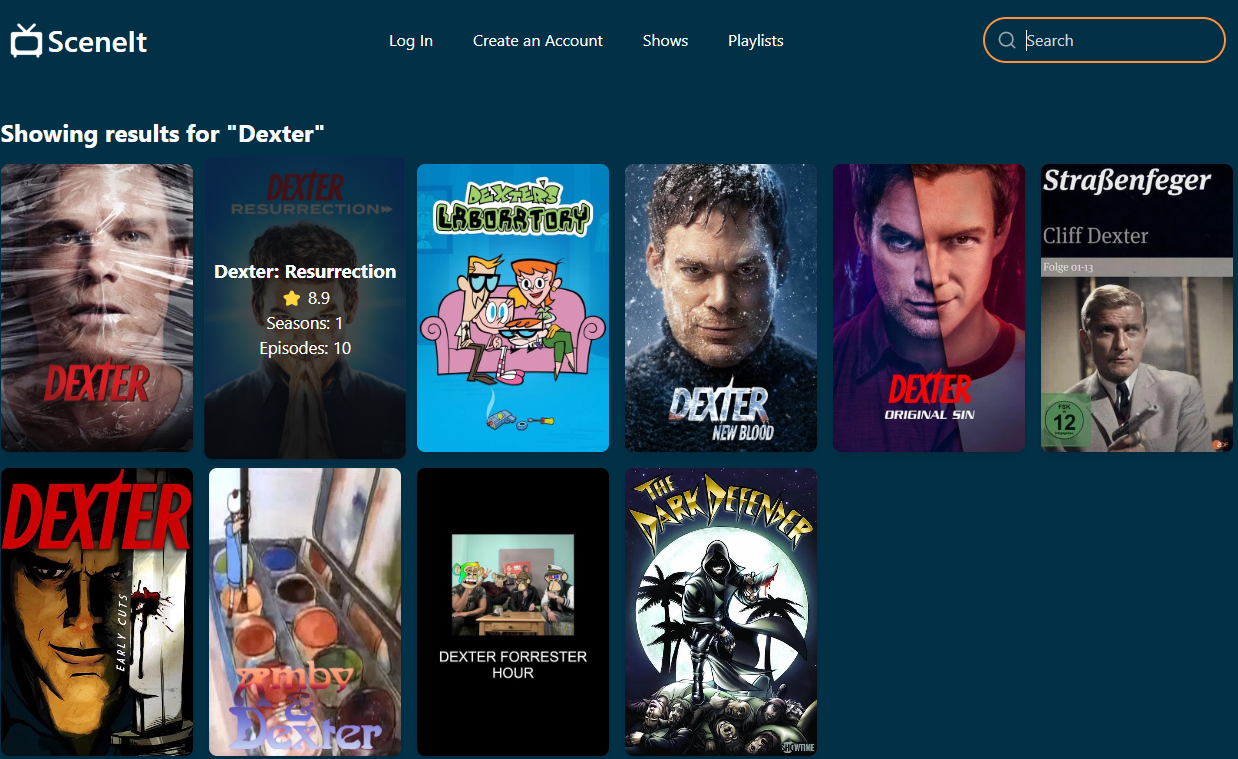 SceneIt
Log In
Create an Account
Shows
Playlists
Search
Showing results for "Dexter"
DEXTER
DEXTER
RESURRECTION
Dexter: Resurrection
8.9
Seasons: 1
Episodes: 10
DEXTER'S
LABORATORY
DEXTER
NEW BLOOD
DEXTER
ORIGINAL SIN
Straßenfeger
Cliff Dexter
Folge 01-13
FSK
12
DEXTER
EARLY CUTS
&
Dexter
DEXTER FORRESTER
HOUR
THE
DARK DEFENDER
SHOWTIME